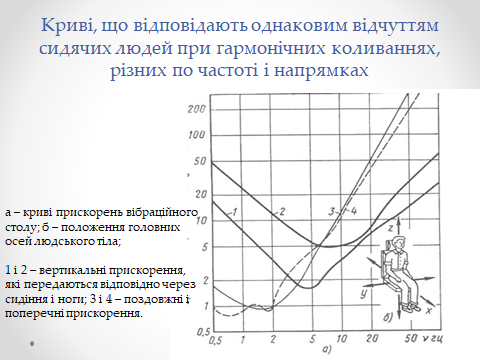 Криві, що відповідають однаковим відчуттям
сидячих людей при гармонічних коливаннях,
різних по частоті і напрямках
200
100
50
20
10
5
2
1
0,5
1
2
3
4
z
y
x
б)
0,5 1 2 5 10 20 50 ν гц
а)
а – криві прискорень вібраційного
столу; б – положення головних
осей людського тіла;
1 і 2 – вертикальні прискорення,
які передаються відповідно через
сидіння і ноги; 3 і 4 – поздовжні і
поперечні прискорення.